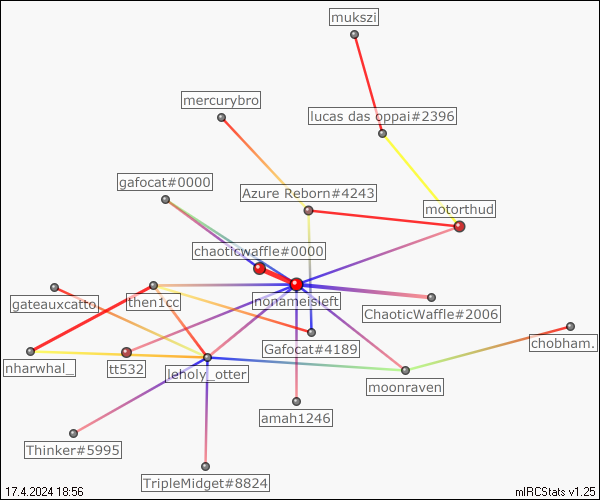 mukszi
mercurybro
lucas das oppai#2396
gafocat#0000
Azure Reborn#4243
motorthud
chaoticwaffle#0000
gateauxcatto
then1cc
nonameisleft
ChaoticWaffle#2006
Gafocat#4189
chobham.
nharwhal_
tt532
leholy_otter
moonraven
amah1246
Thinker#5995
TripleMidget#8824
17.4.2024 18:56
mIRCStats v1.25